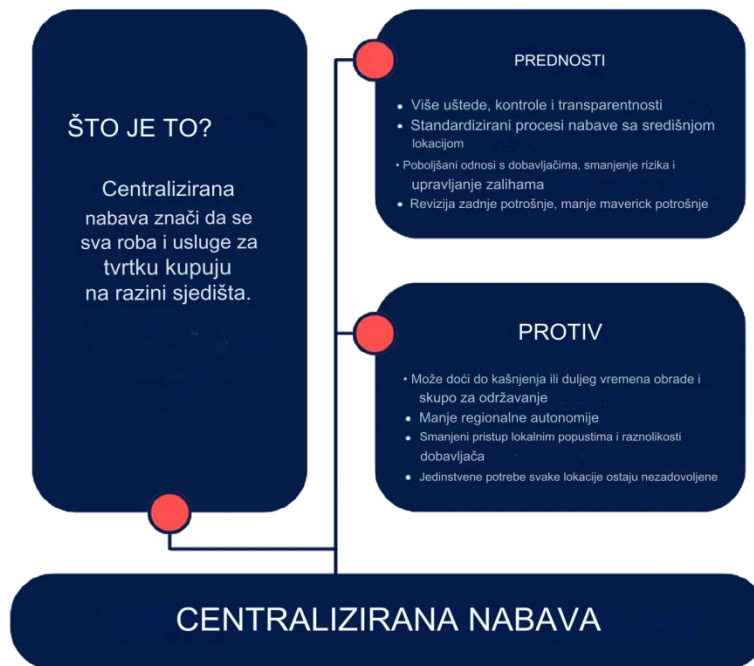 ŠTO JE TO?
Centralizirana
nabava znači da se
sva roba i usluge za
tvrtku kupuju
na razini sjedišta.
PREDNOSTI
• Više uštede, kontrole i transparentnosti
• Standardizirani procesi nabave sa središnjom
lokacijom
• Poboljšani odnosi s dobavljačima, smanjenje rizika i
upravljanje zalihama
• Revizija zadnje potrošnje, manje maverick potrošnje
PROTIV
• Može doći do kašnjenja ili duljeg vremena obrade i
skupo za održavanje
• Manje regionalne autonomije
• Smanjeni pristup lokalnim popustima i raznolikosti
dobavljača
• Jedinstvene potrebe svake lokacije ostaju nezadovoljene
CENTRALIZIRANA NABAVA